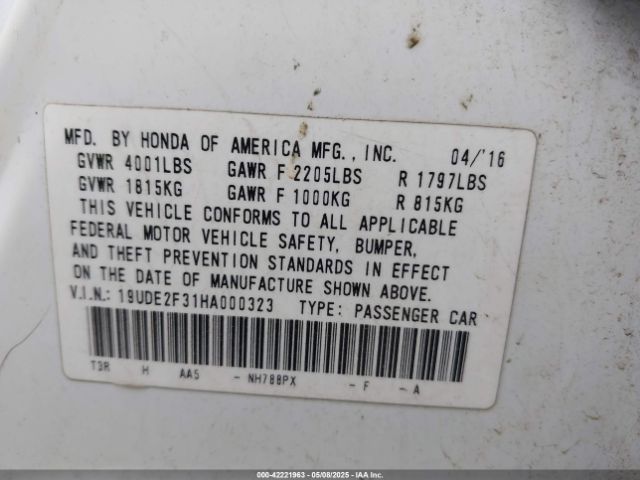 MFD. BY HONDA OF AMERICA MFG., INC. 04/'16
GVWR 4001LBS GAWR F 2205LBS R 1797LBS
GVWR 1815KG GAWR F 1000KG R 815KG
THIS VEHICLE CONFORMS TO ALL APPLICABLE
FEDERAL MOTOR VEHICLE SAFETY, BUMPER,
AND THEFT PREVENTION STANDARDS IN EFFECT
ON THE DATE OF MANUFACTURE SHOWN ABOVE.
V.I.N.: 19UDE2F31HA000323 TYPE: PASSENGER CAR
T3R H AA5 - NH788PX - F - A
000-42221963 - 05/08/2025 - IAAI.com